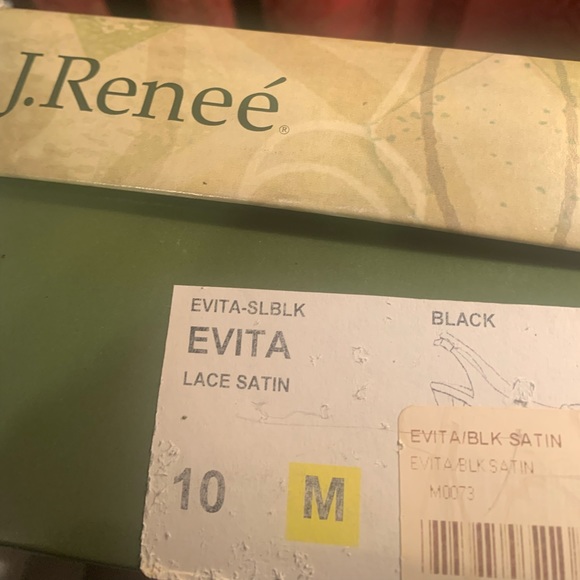 J.Reneé®
EVITA-SLBLK
BLACK
EVITA
LACE SATIN
EVITA/BLK SATIN
EVITA/BLK SATIN
M0073
10 M